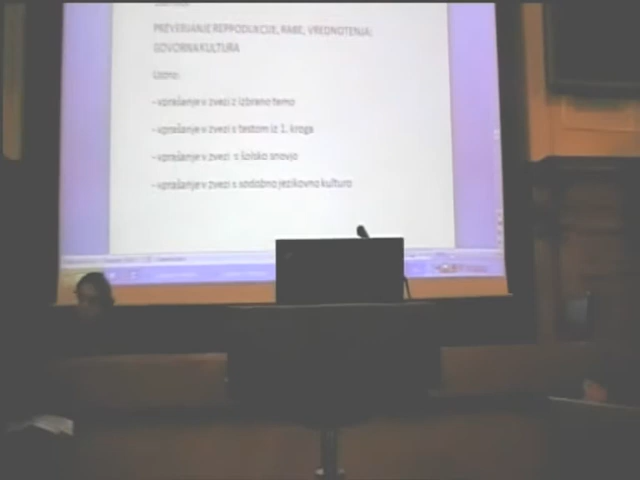 PREVERJANJE REPRODUKCIJE, RABE, VREDNOTENJA;
GOVORNA KULTURA
- vprašanje v zvezi z izbrano temo
- vprašanje v zvezi s testom iz 1. kroga
- vprašanje v zvezi s šolsko snovjo
- vprašanje v zvezi s sodobno jezikovno kulturo